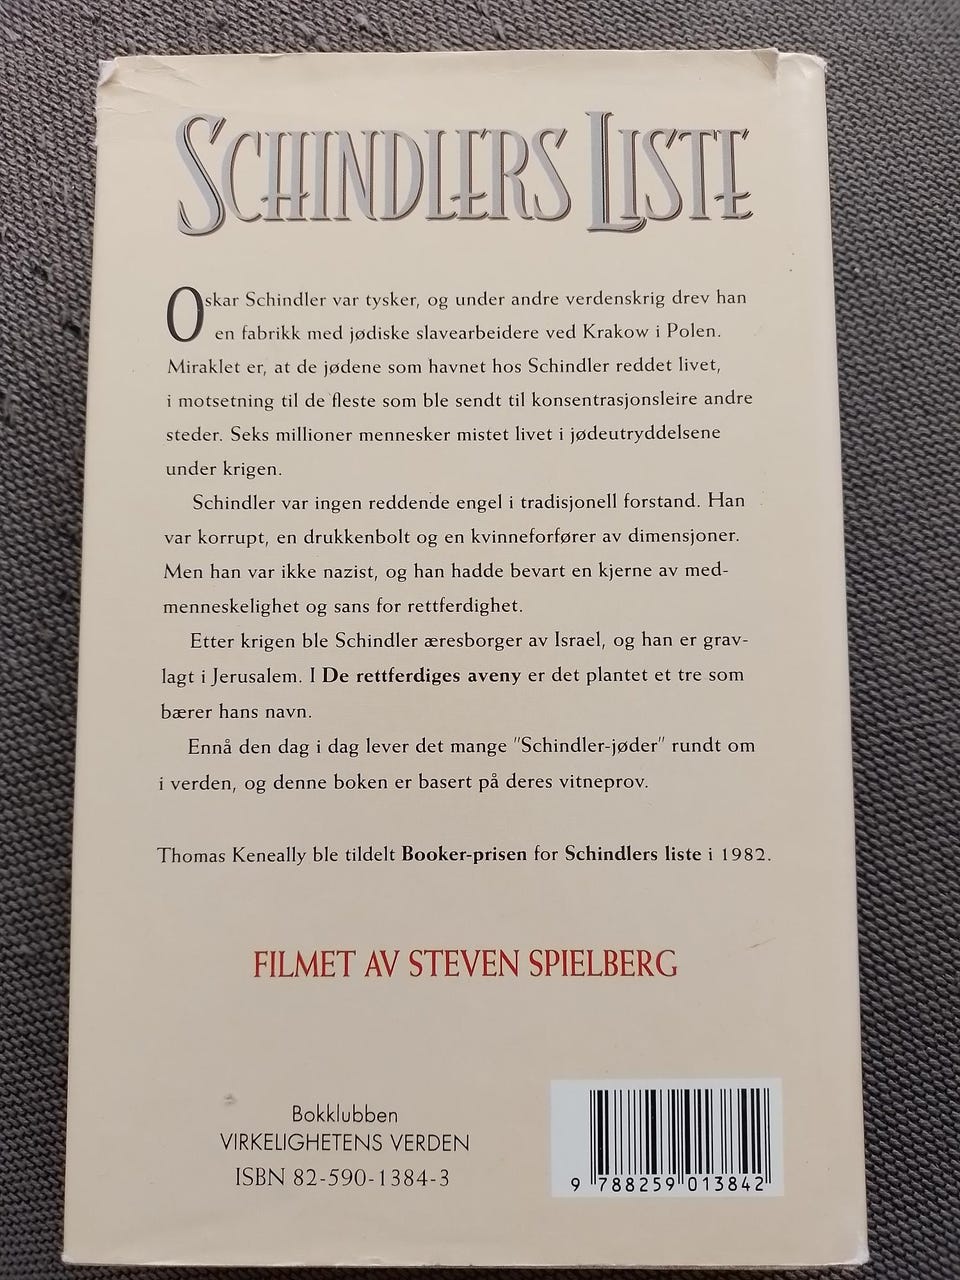 SCHINDLERS LISTE
Oskar Schindler var tysker, og under andre verdenskrig drev han
en fabrikk med jødiske slavearbeidere ved Krakow i Polen.
Miraklet er, at de jødene som havnet hos Schindler reddet livet,
i motsetning til de fleste som ble sendt til konsentrasjonsleire andre
steder. Seks millioner mennesker mistet livet i jødeutryddelsene
under krigen.
Schindler var ingen reddende engel i tradisjonell forstand. Han
var korrupt, en drukkenbolt og en kvinneforfører av dimensjoner.
Men han var ikke nazist, og han hadde bevart en kjerne av med-
menneskelighet og sans for rettferdighet.
Etter krigen ble Schindler æresborger av Israel, og han er grav-
lagt i Jerusalem. I De rettferdiges aveny er det plantet et tre som
bærer hans navn.
Ennå den dag i dag lever det mange "Schindler-jøder" rundt om
i verden, og denne boken er basert på deres vitneprov.
Thomas Keneally ble tildelt Booker-prisen for Schindlers liste i 1982.
FILMET AV STEVEN SPIELBERG
Bokklubben
VIRKELIGHETENS VERDEN
ISBN 82-590-1384-3
9 788259 013842